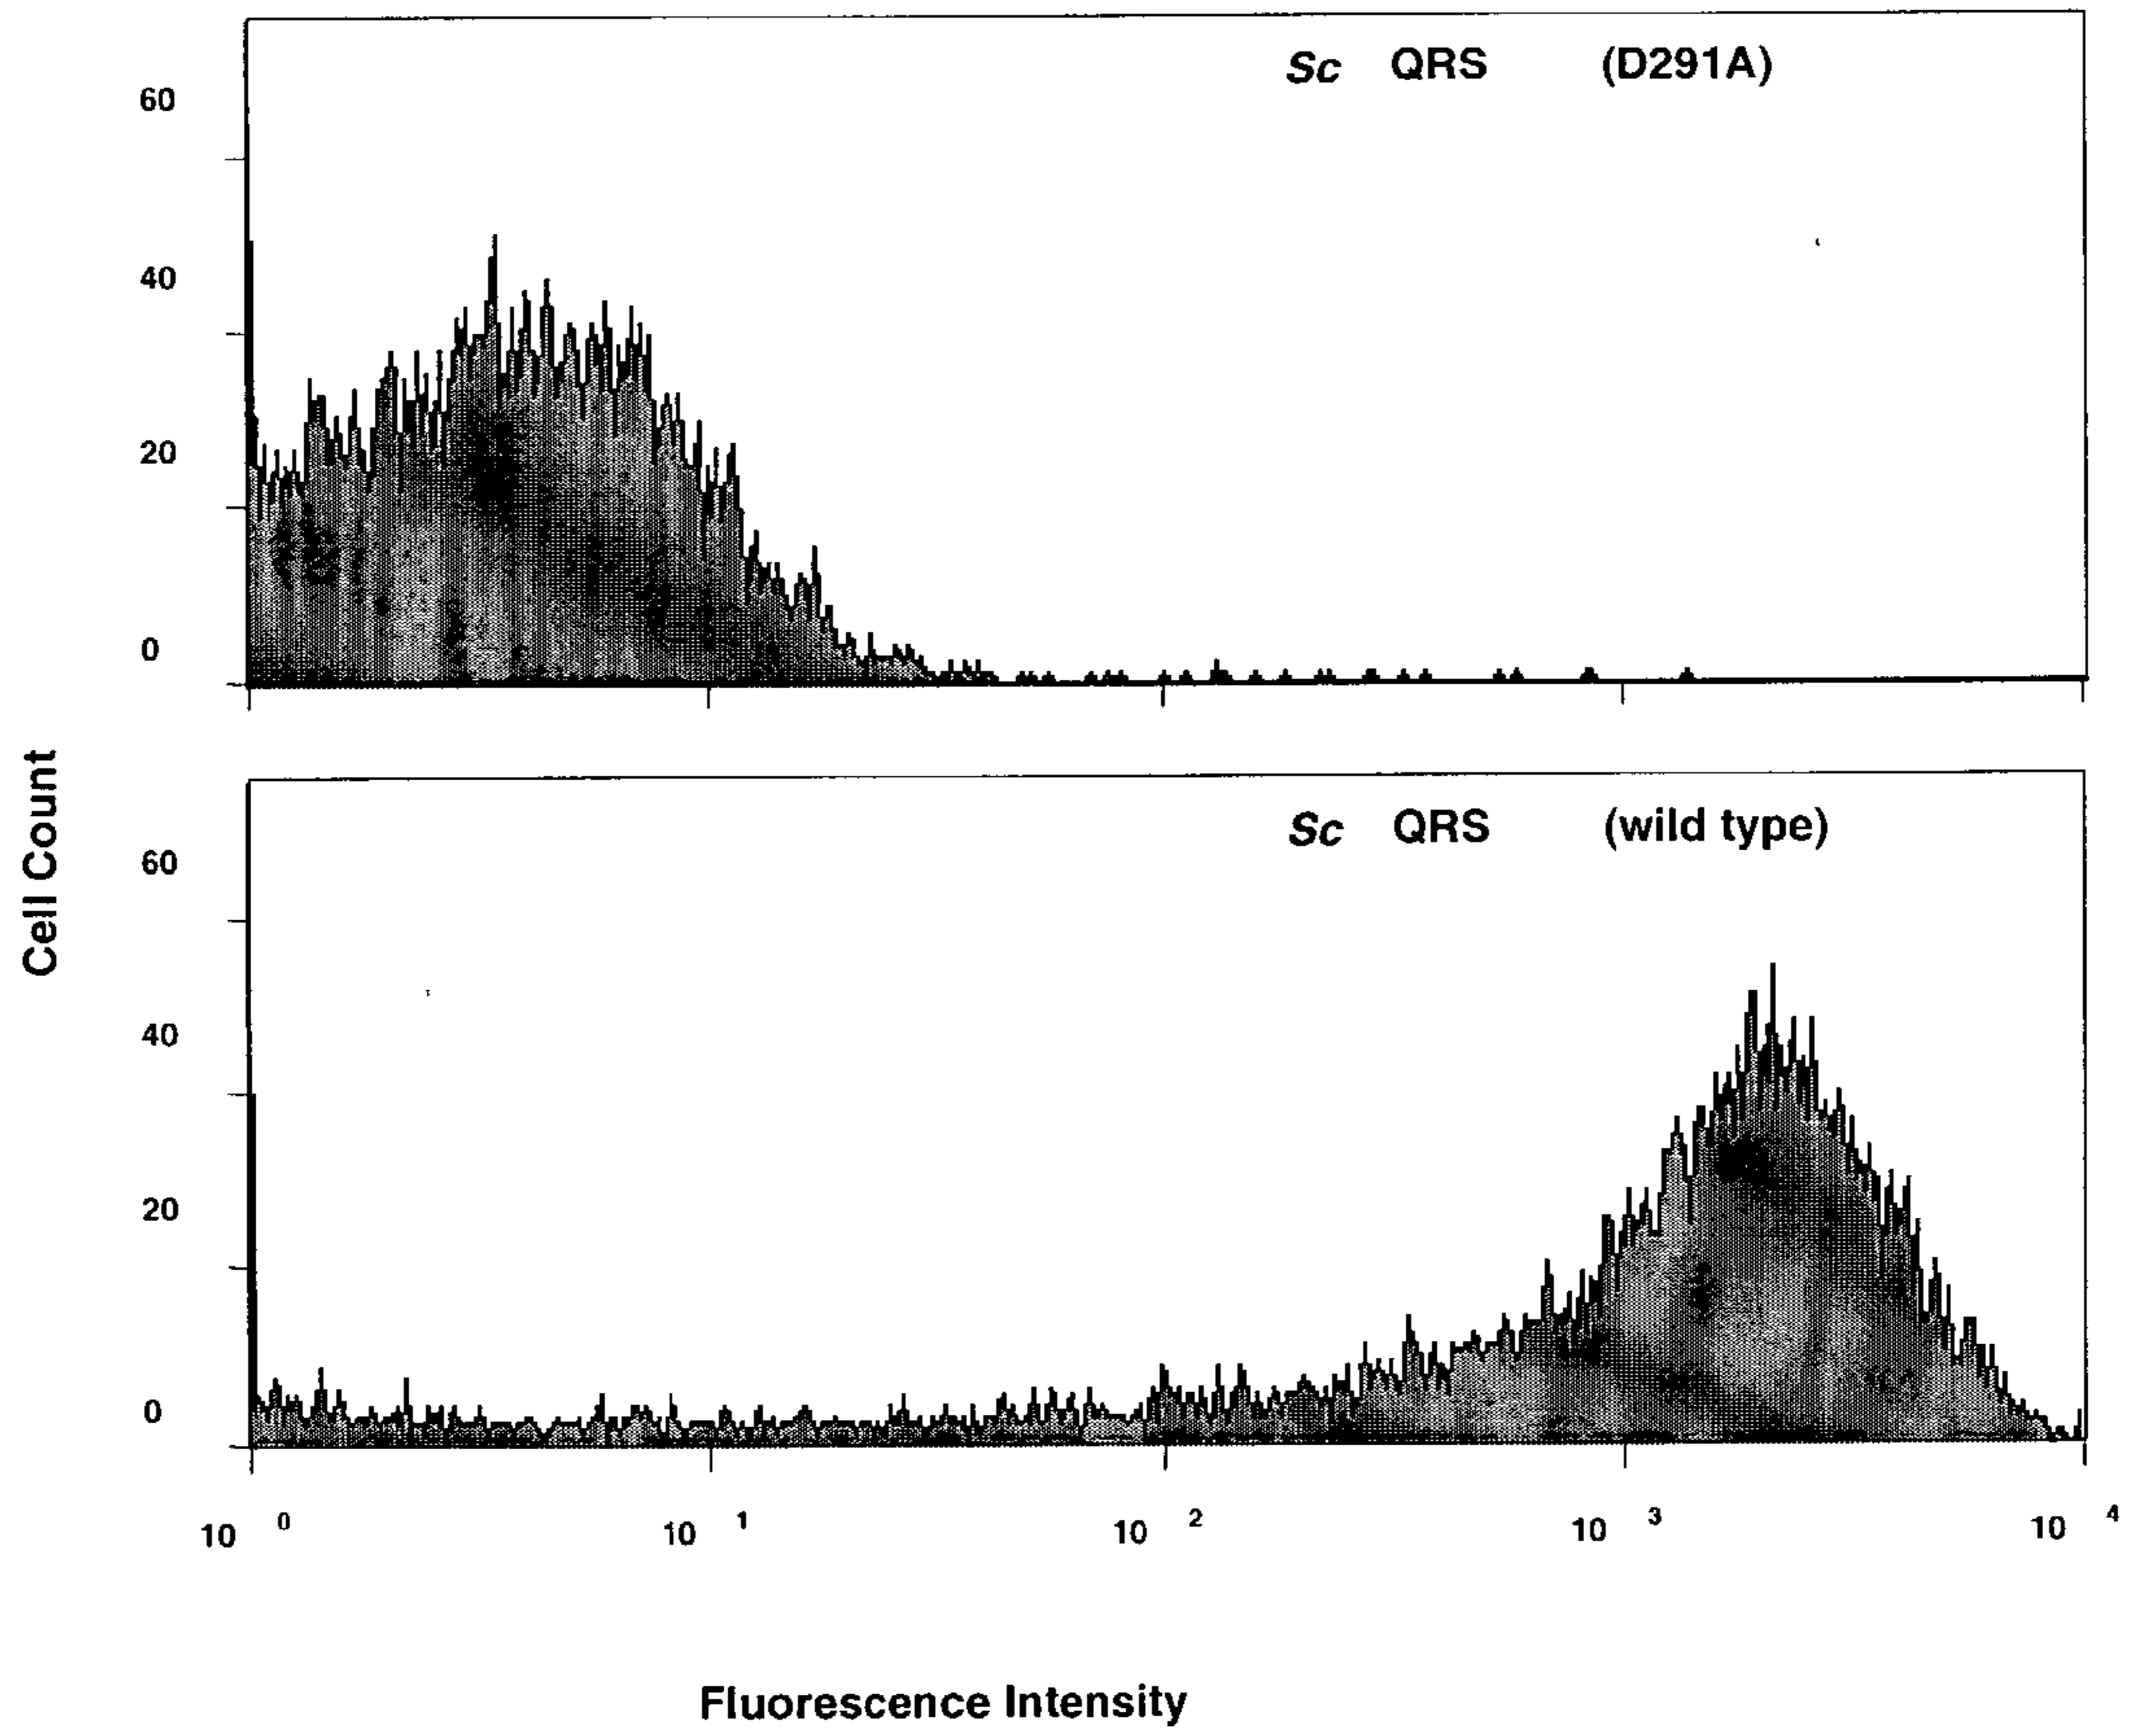 Sc QRS (D291A)
60
40
20
0
Cell Count
Sc QRS (wild type)
60
40
20
0
10 0 10 1 10 2 10 3 10 4
Fluorescence Intensity